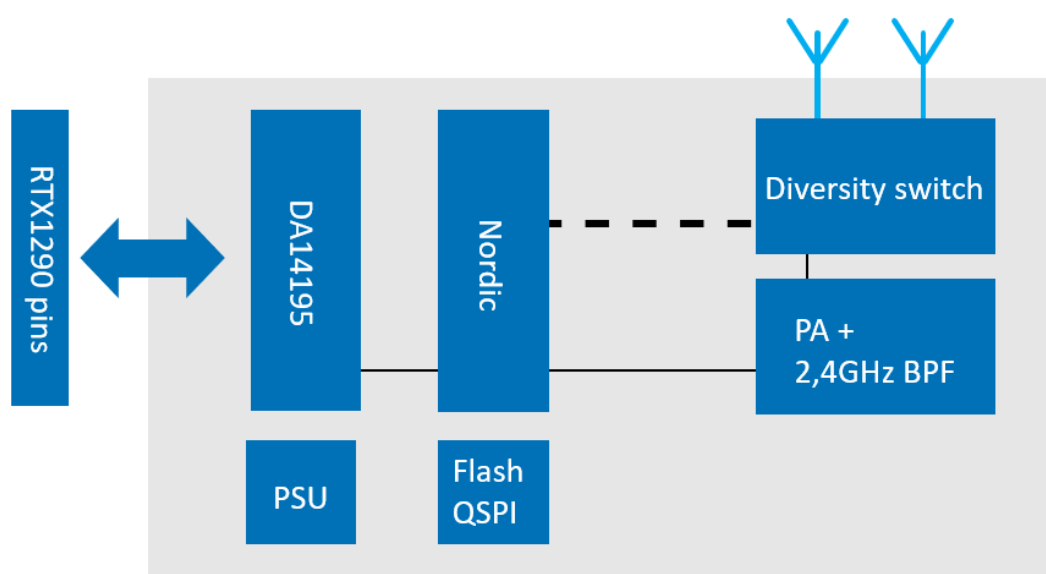 RTX1290 pins
DA14195
Nordic
Diversity switch
PA +
2,4GHz BPF
PSU
Flash
QSPI